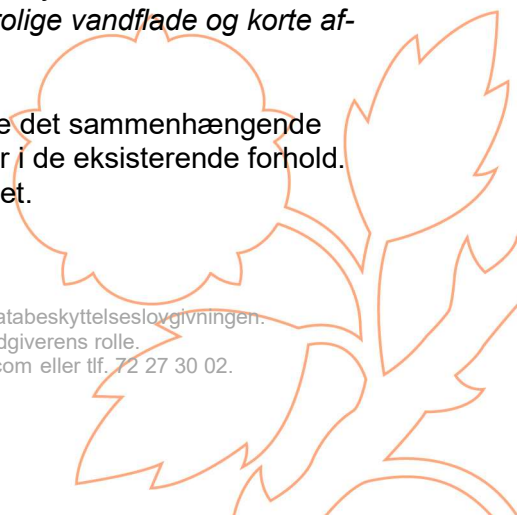 rolige vandflade og korte af-
e det sammenhængende
r i de eksisterende forhold.
et.
atabeskyttelseslovgivningen.
dgiverens rolle.
com eller tlf. 72 27 30 02.